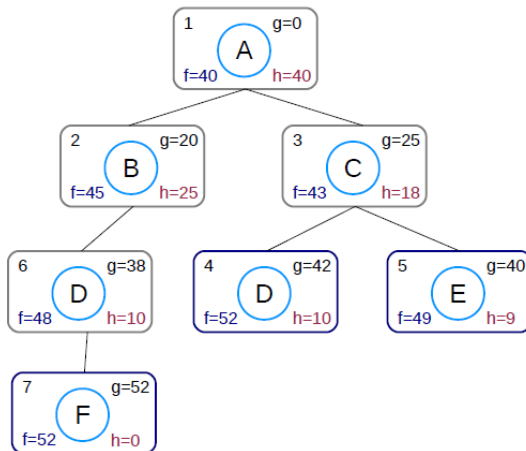 1 g=0
A
f=40 h=40
2 g=20
B
f=45 h=25
3 g=25
C
f=43 h=18
6 g=38
D
f=48 h=10
4 g=42
D
f=52 h=10
5 g=40
E
f=49 h=9
7 g=52
F
f=52 h=0